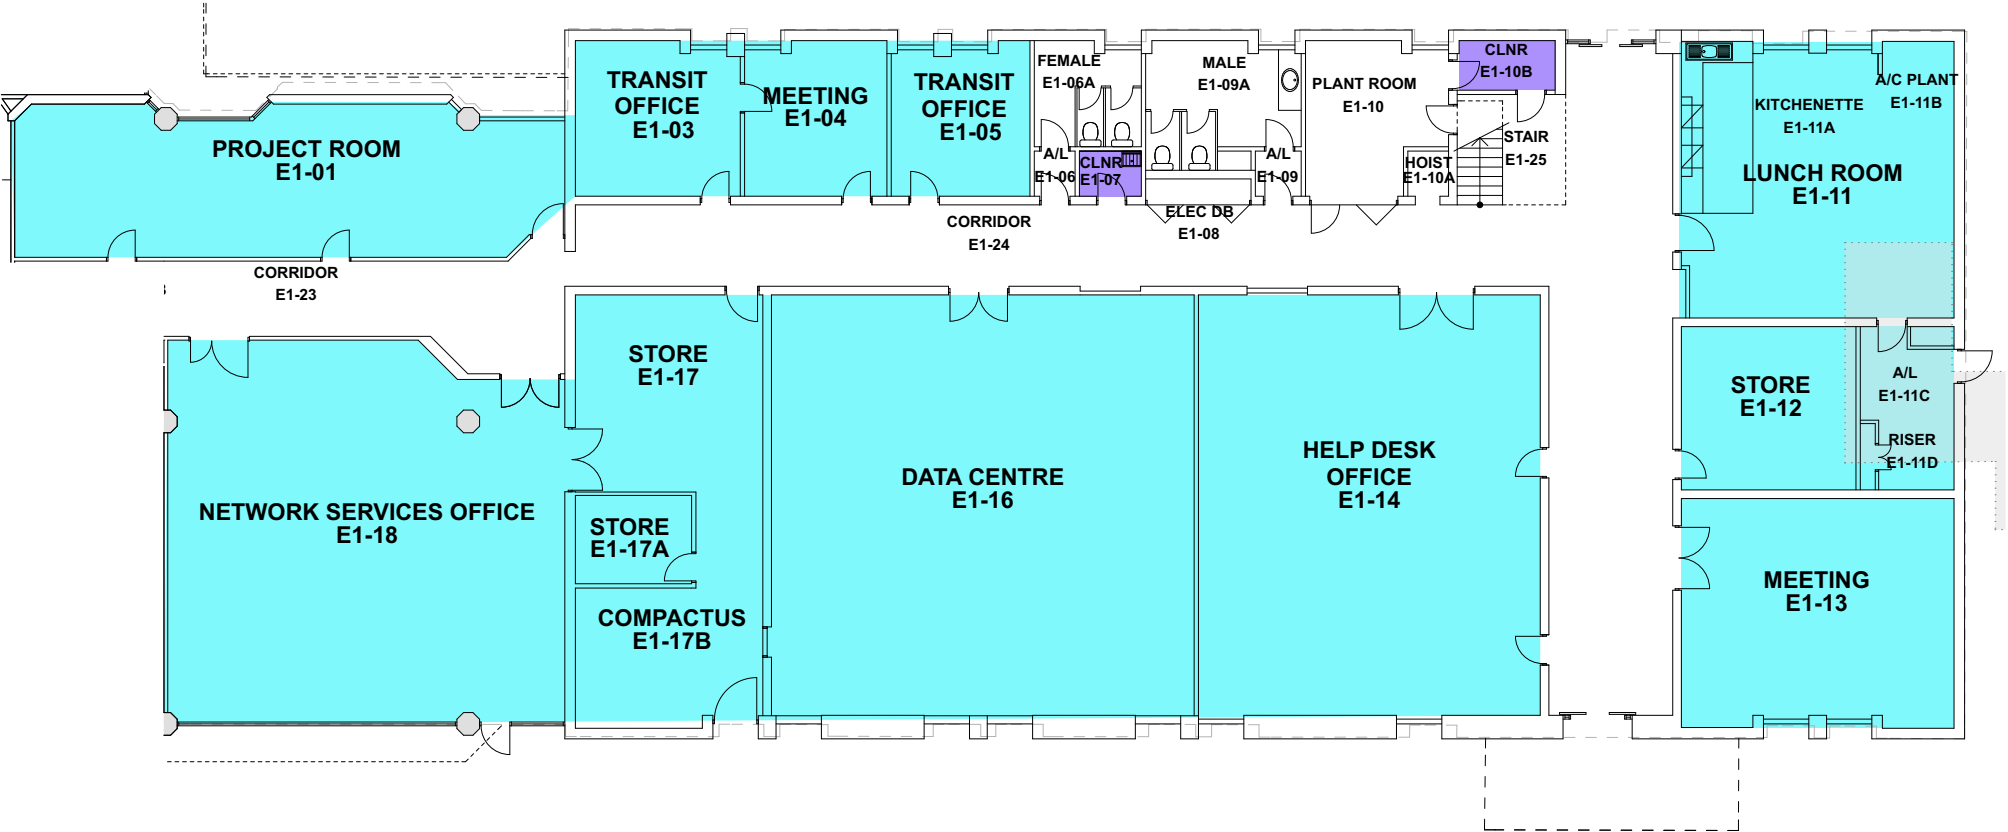 PROJECT ROOM
E1-01
CORRIDOR
E1-23
TRANSIT
OFFICE
E1-03
MEETING
E1-04
TRANSIT
OFFICE
E1-05
FEMALE
E1-06A
A/L
E1-06
CLNR
E1-07
MALE
E1-09A
A/L
E1-09
ELEC DB
E1-08
CORRIDOR
E1-24
PLANT ROOM
E1-10
HOIST
E1-10A
CLNR
E1-10B
STAIR
E1-25
A/C PLANT
E1-11B
KITCHENETTE
E1-11A
LUNCH ROOM
E1-11
NETWORK SERVICES OFFICE
E1-18
STORE
E1-17
STORE
E1-17A
COMPACTUS
E1-17B
DATA CENTRE
E1-16
HELP DESK
OFFICE
E1-14
STORE
E1-12
A/L
E1-11C
RISER
E1-11D
MEETING
E1-13